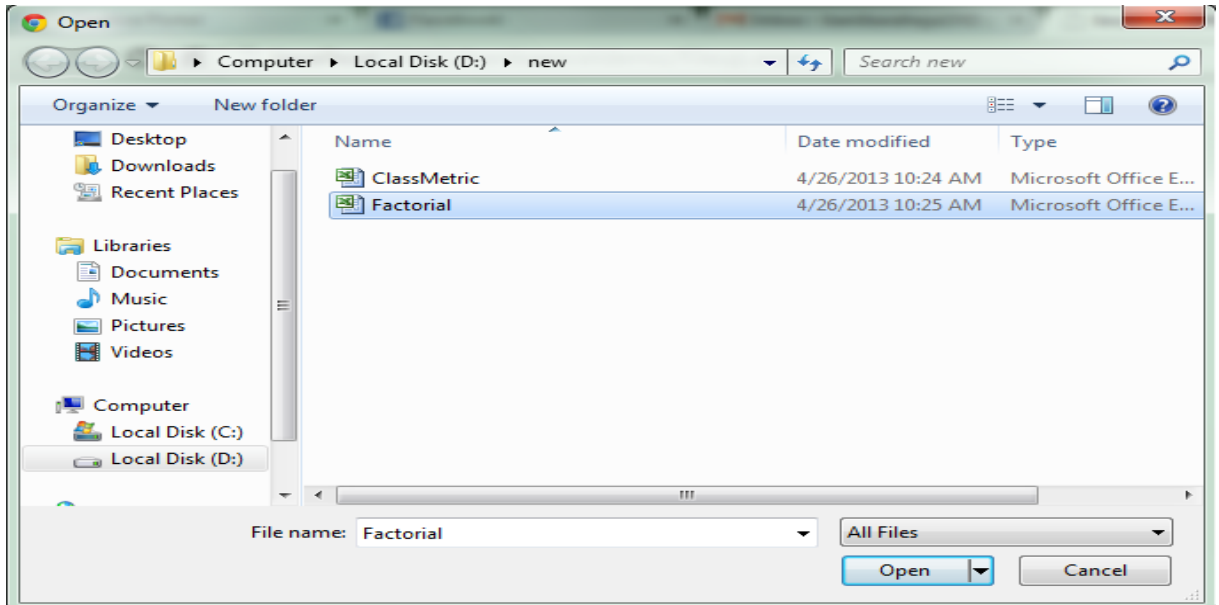 Open
Computer ▸ Local Disk (D:) ▸ new
Search new
Organize
New folder
Desktop
Downloads
Recent Places
Libraries
Documents
Music
Pictures
Videos
Computer
Local Disk (C:)
Local Disk (D:)
Name Date modified Type
ClassMetric 4/26/2013 10:24 AM Microsoft Office E...
Factorial 4/26/2013 10:25 AM Microsoft Office E...
File name: Factorial
All Files
Open Cancel